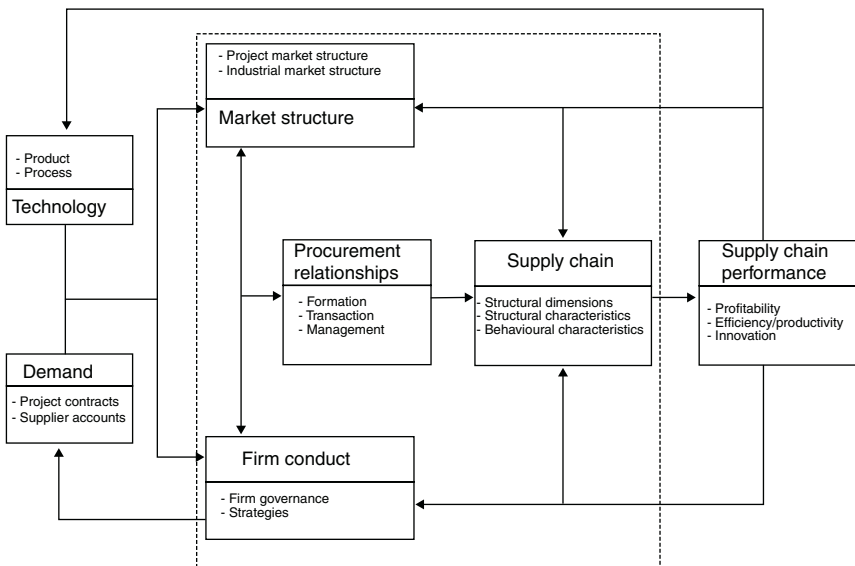 - Project market structure
- Industrial market structure
Market structure
- Product
- Process
Technology
Procurement
relationships
- Formation
- Transaction
- Management
Supply chain
- Structural dimensions
- Structural characteristics
- Behavioural characteristics
Supply chain
performance
- Profitability
- Efficiency/productivity
- Innovation
Demand
- Project contracts
- Supplier accounts
Firm conduct
- Firm governance
- Strategies